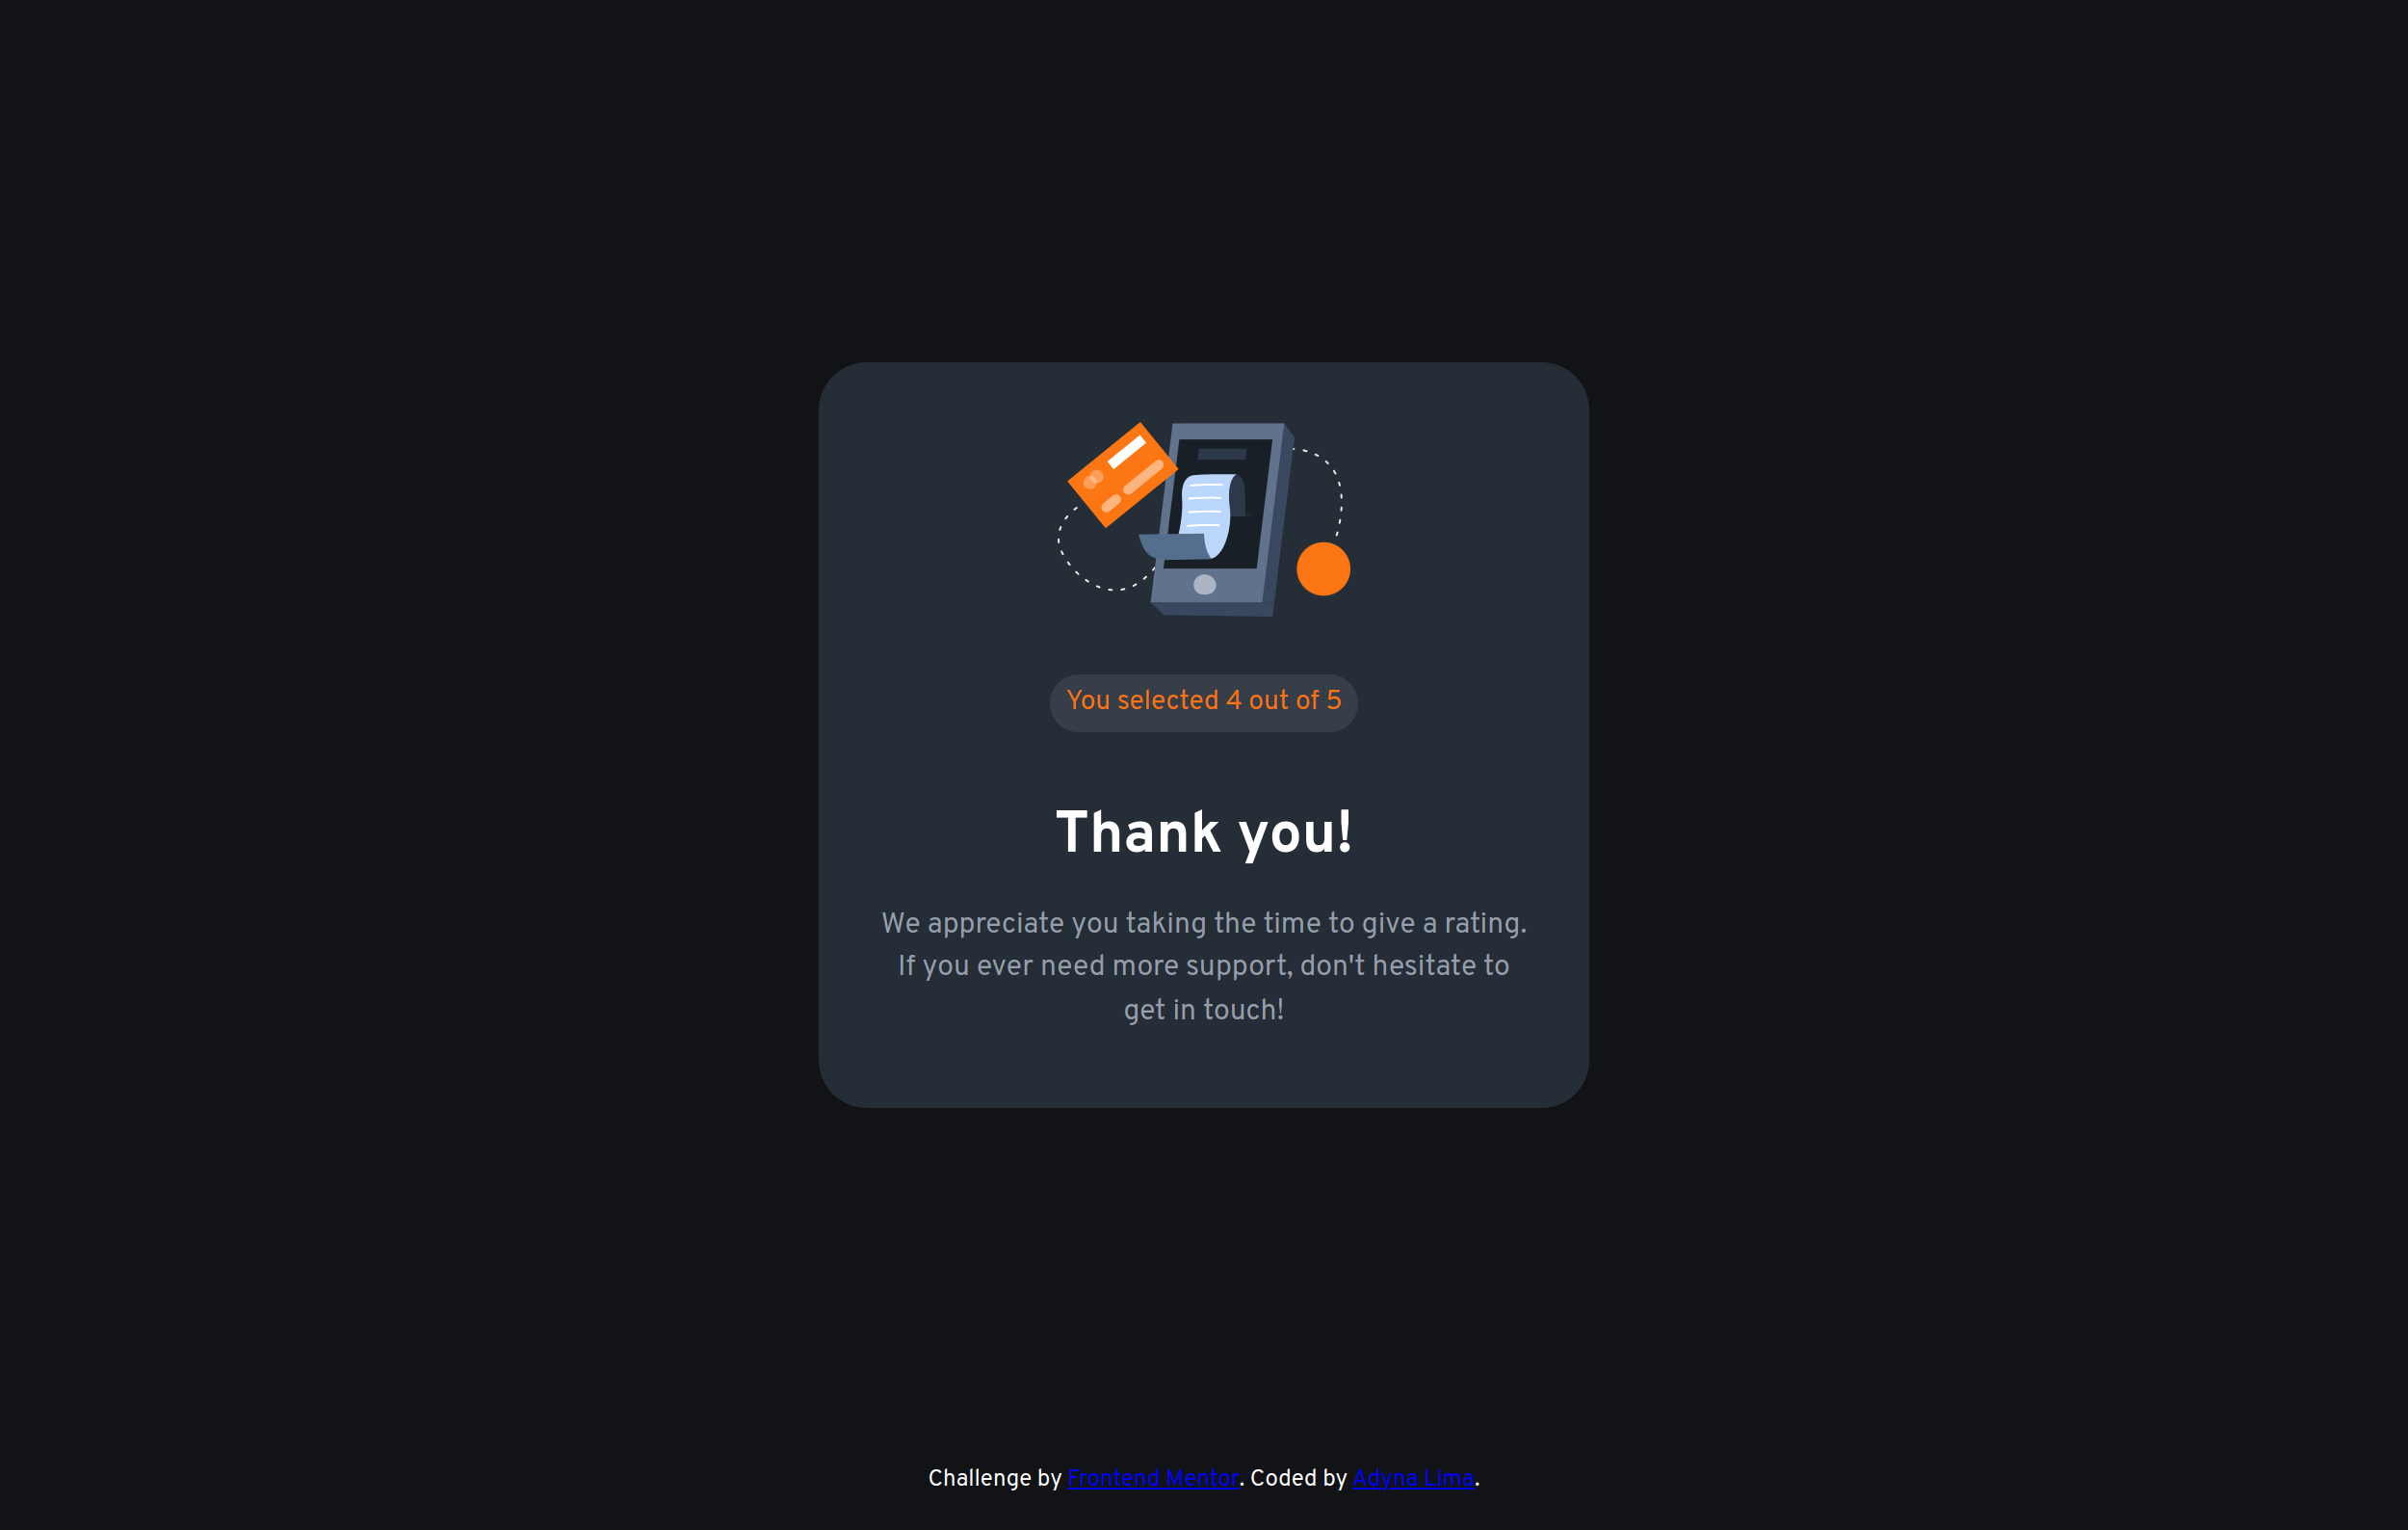 You selected 4 out of 5
Thank you!
We appreciate you taking the time to give a rating.
If you ever need more support, don't hesitate to
get in touch!
Challenge by Frontend Mentor. Coded by Adyna Lima.